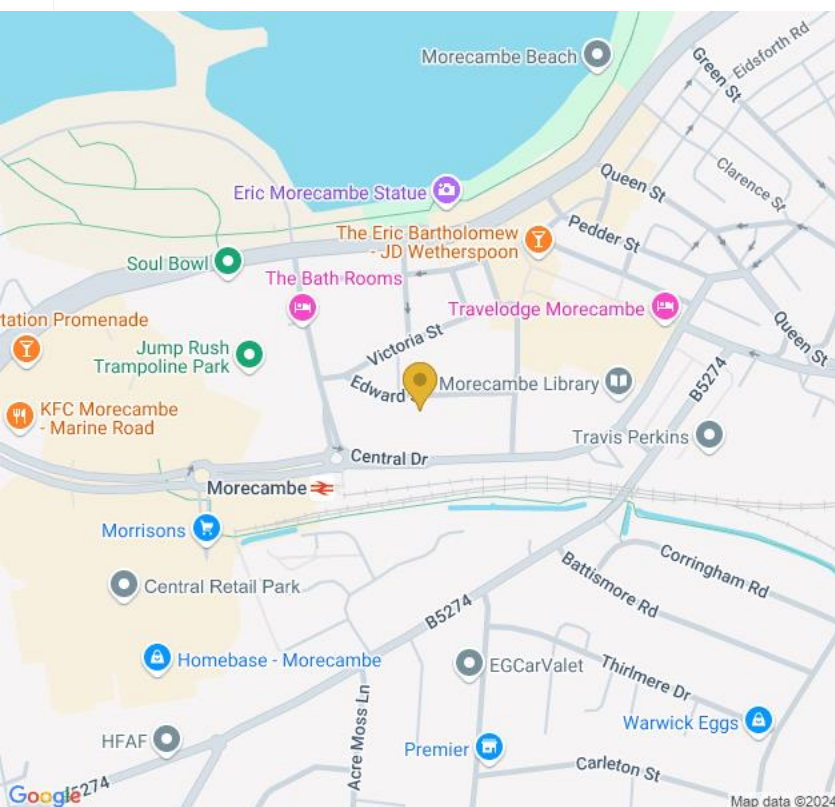 Morecambe Beach
Eidsforth Rd
Green St
Clarence St
Queen St
Eric Morecambe Statue
The Eric Bartholomew
- JD Wetherspoon
Pedder St
Soul Bowl
The Bath Rooms
Travelodge Morecambe
tation Promenade
Victoria St
Queen St
Jump Rush
Trampoline Park
Edward
Morecambe Library
B5274
KFC Morecambe
- Marine Road
Travis Perkins
Central Dr
Morecambe
Morrisons
Central Retail Park
Corringham Rd
Battismore Rd
B5274
Homebase - Morecambe
EGCarValet
Thirlmere Dr
Acre Moss Ln
Warwick Eggs
HFAF
Premier
Carleton St
Google
5274
Map data ©2024